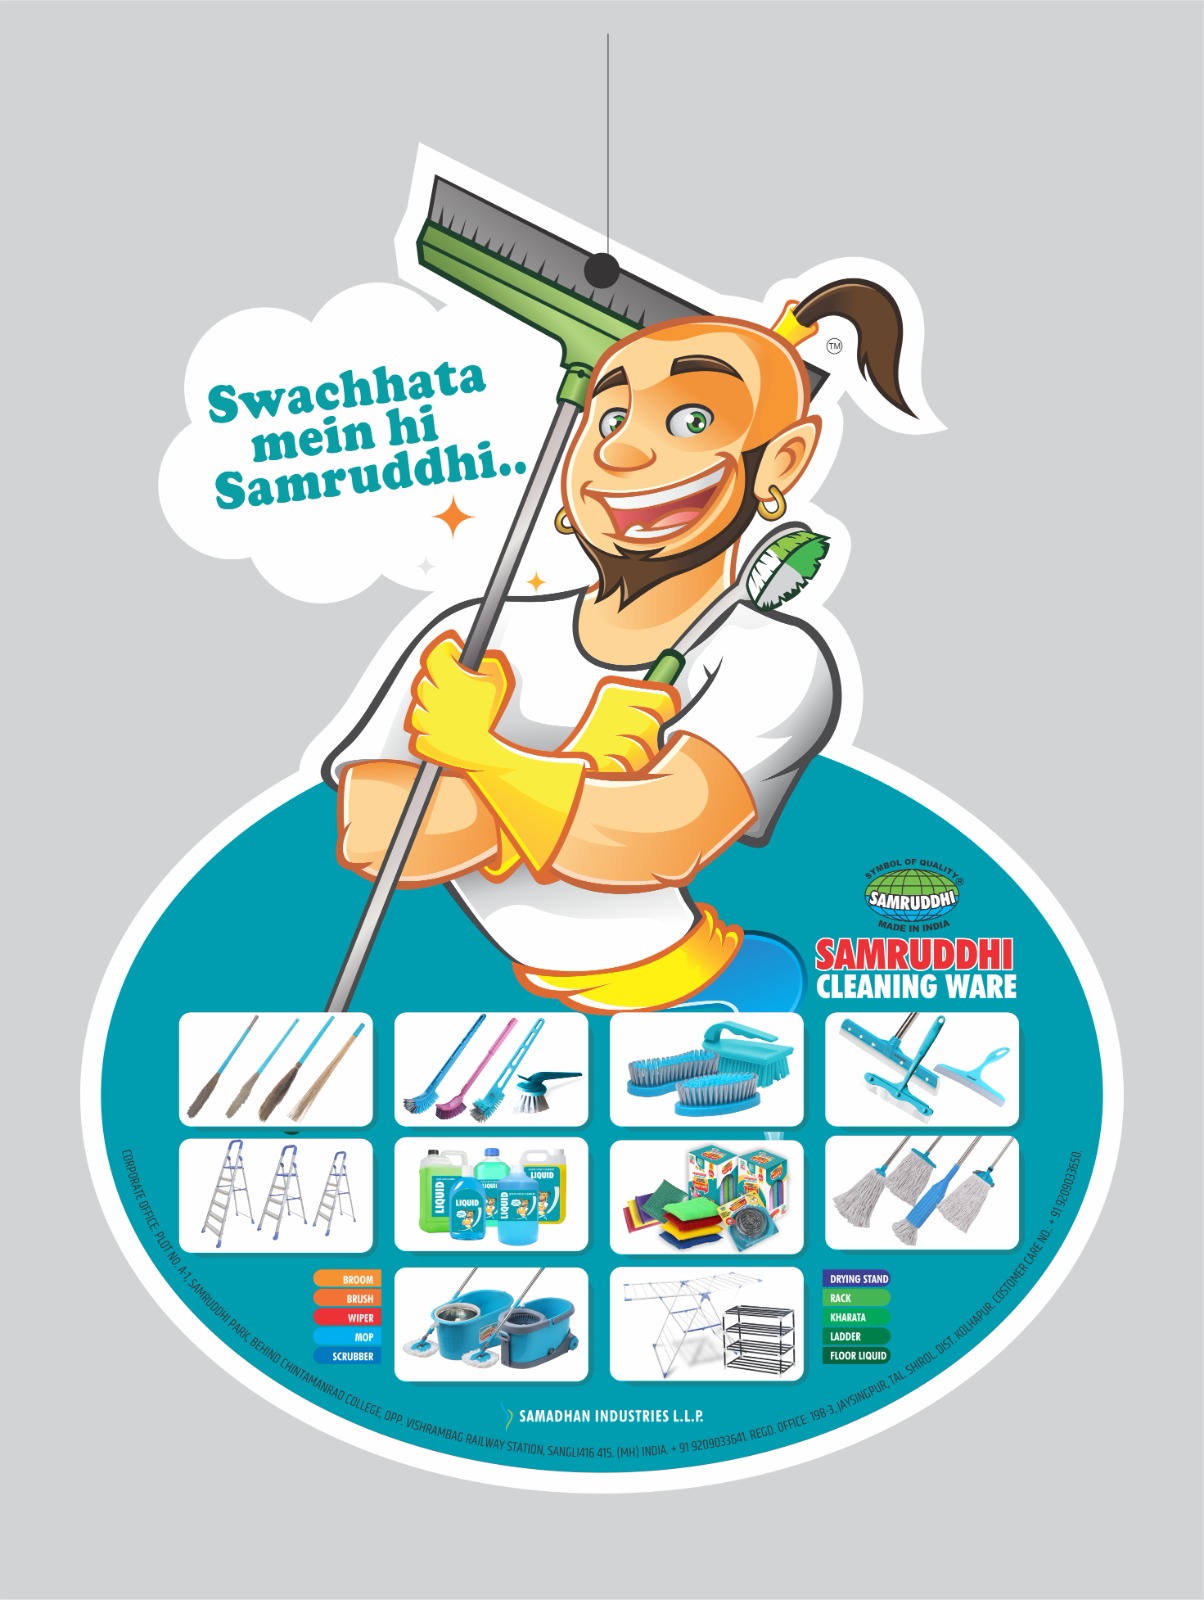 Swachhata
mein hi
Samruddhi..
TM
SYMBOL OF QUALITY®
SAMRUDDHI
MADE IN INDIA
SAMRUDDHI
CLEANING WARE
LIQUID
LIQUID
LIQUID
LIQUID
BROOM
BRUSH
WIPER
MOP
SCRUBBER
DRYING STAND
RACK
KHARATA
LADDER
FLOOR LIQUID
SAMADHAN INDUSTRIES L.L.P.
CORPORATE OFFICE: PLOT NO. A-1, SAMRUDDHI PARK, BEHIND CHINTAMANRAO COLLEGE, OPP. VISHRAMBAG RAILWAY STATION, SANGLI416 415. (MH) INDIA. + 91 9209033641. REGD. OFFICE: 198-3, JAYSINGPUR, TAL. SHIROL. DIST. KOLHAPUR. COSTOMER CARE NO.: + 91 9209033650.